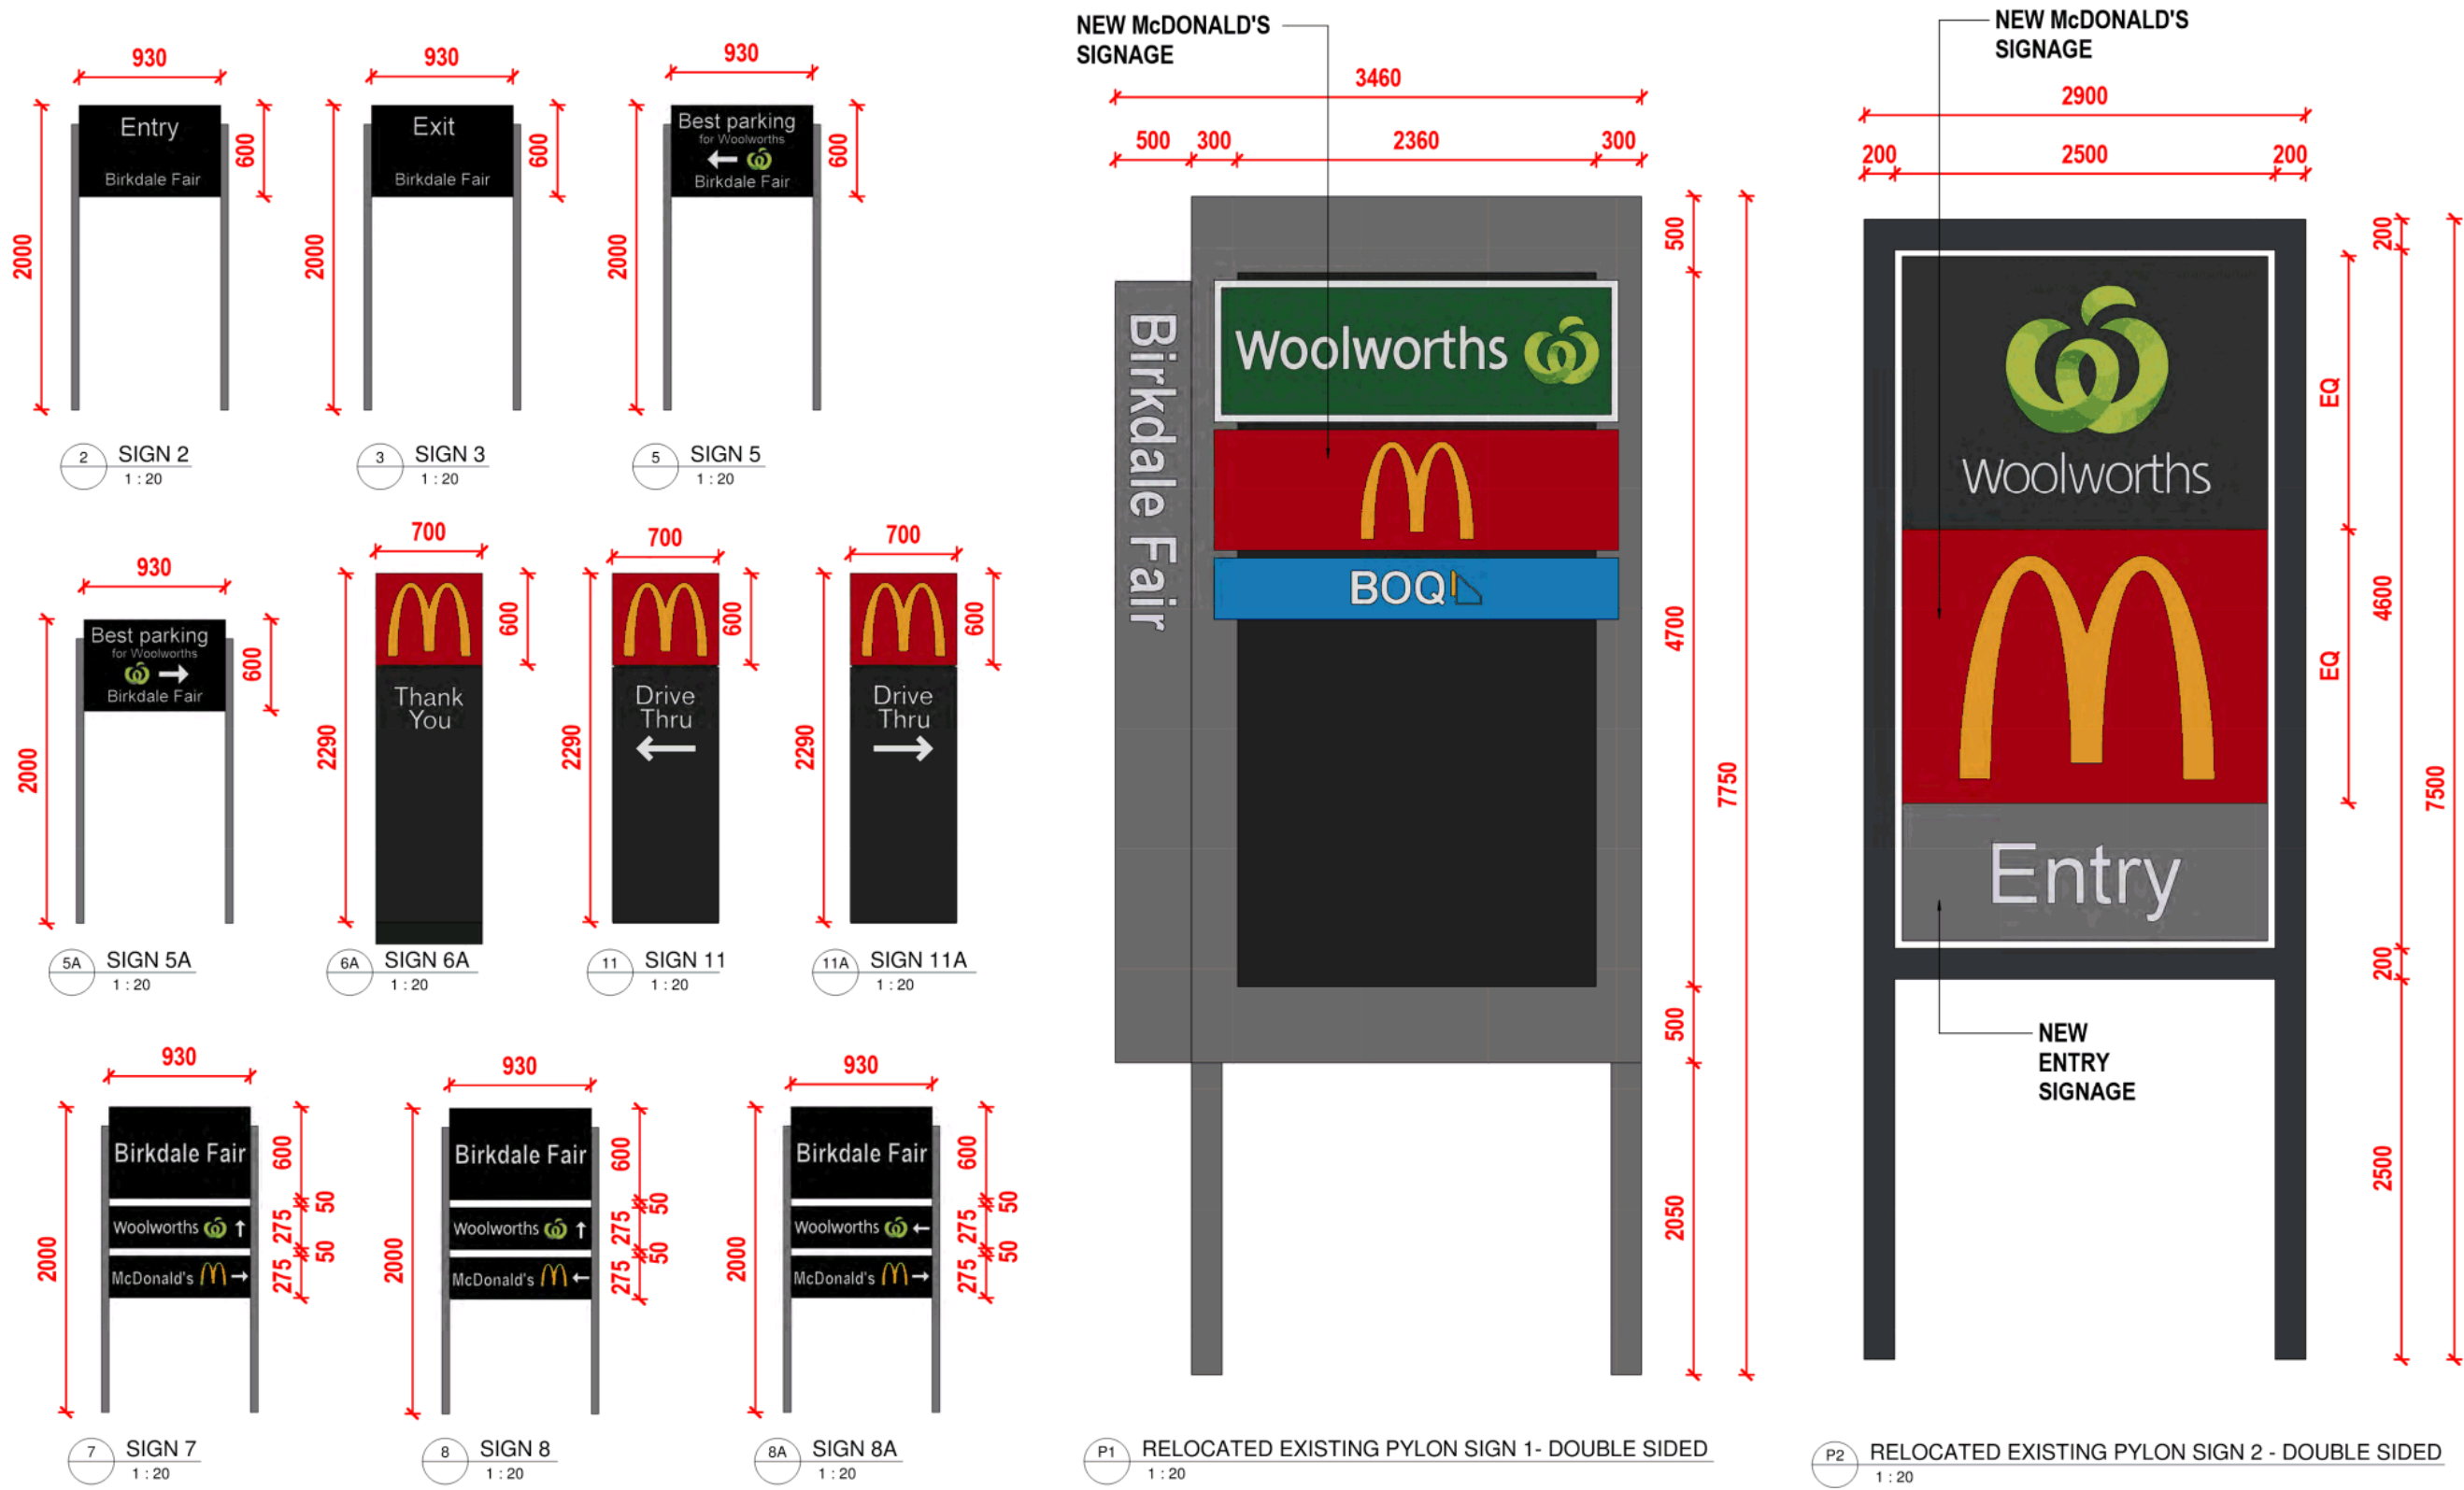 930
2000
600
Entry
Birkdale Fair
2 SIGN 2
1 : 20
930
2000
600
Exit
Birkdale Fair
3 SIGN 3
1 : 20
930
2000
600
Best parking
for Woolworths
Birkdale Fair
5 SIGN 5
1 : 20
930
2000
600
Best parking
for Woolworths
Birkdale Fair
5A SIGN 5A
1 : 20
700
2290
600
Thank
You
6A SIGN 6A
1 : 20
700
2290
600
Drive
Thru
←
11 SIGN 11
1 : 20
700
2290
600
Drive
Thru
→
11A SIGN 11A
1 : 20
930
2000
600
50
275
50
275
Birkdale Fair
Woolworths ↑
McDonald's →
7 SIGN 7
1 : 20
930
2000
600
50
275
50
275
Birkdale Fair
Woolworths ↑
McDonald's ←
8 SIGN 8
1 : 20
930
2000
600
50
275
50
275
Birkdale Fair
Woolworths ←
McDonald's →
8A SIGN 8A
1 : 20
NEW McDONALD'S
SIGNAGE
3460
500 300 2360 300
Birkdale Fair
Woolworths
BOQ
500
4700
500
2050
7750
P1 RELOCATED EXISTING PYLON SIGN 1- DOUBLE SIDED
1 : 20
NEW McDONALD'S
SIGNAGE
2900
200 2500 200
Woolworths
Entry
EQ
EQ
200
4600
200
2500
7500
NEW
ENTRY
SIGNAGE
P2 RELOCATED EXISTING PYLON SIGN 2 - DOUBLE SIDED
1 : 20